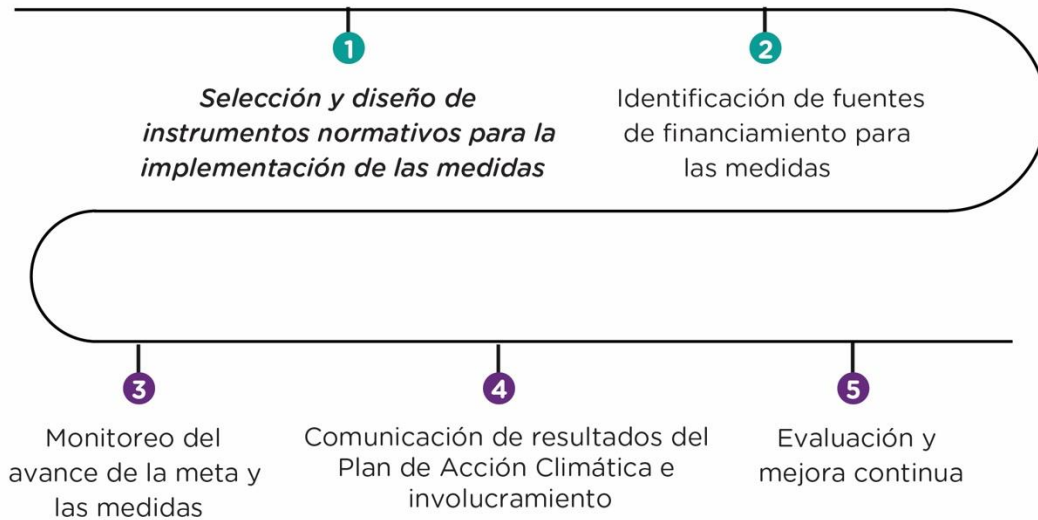 1
Selección y diseño de
instrumentos normativos para la
implementación de las medidas
2
Identificación de fuentes
de financiamiento para
las medidas
3
Monitoreo del
avance de la meta y
las medidas
4
Comunicación de resultados del
Plan de Acción Climática e
involucramiento
5
Evaluación y
mejora continua